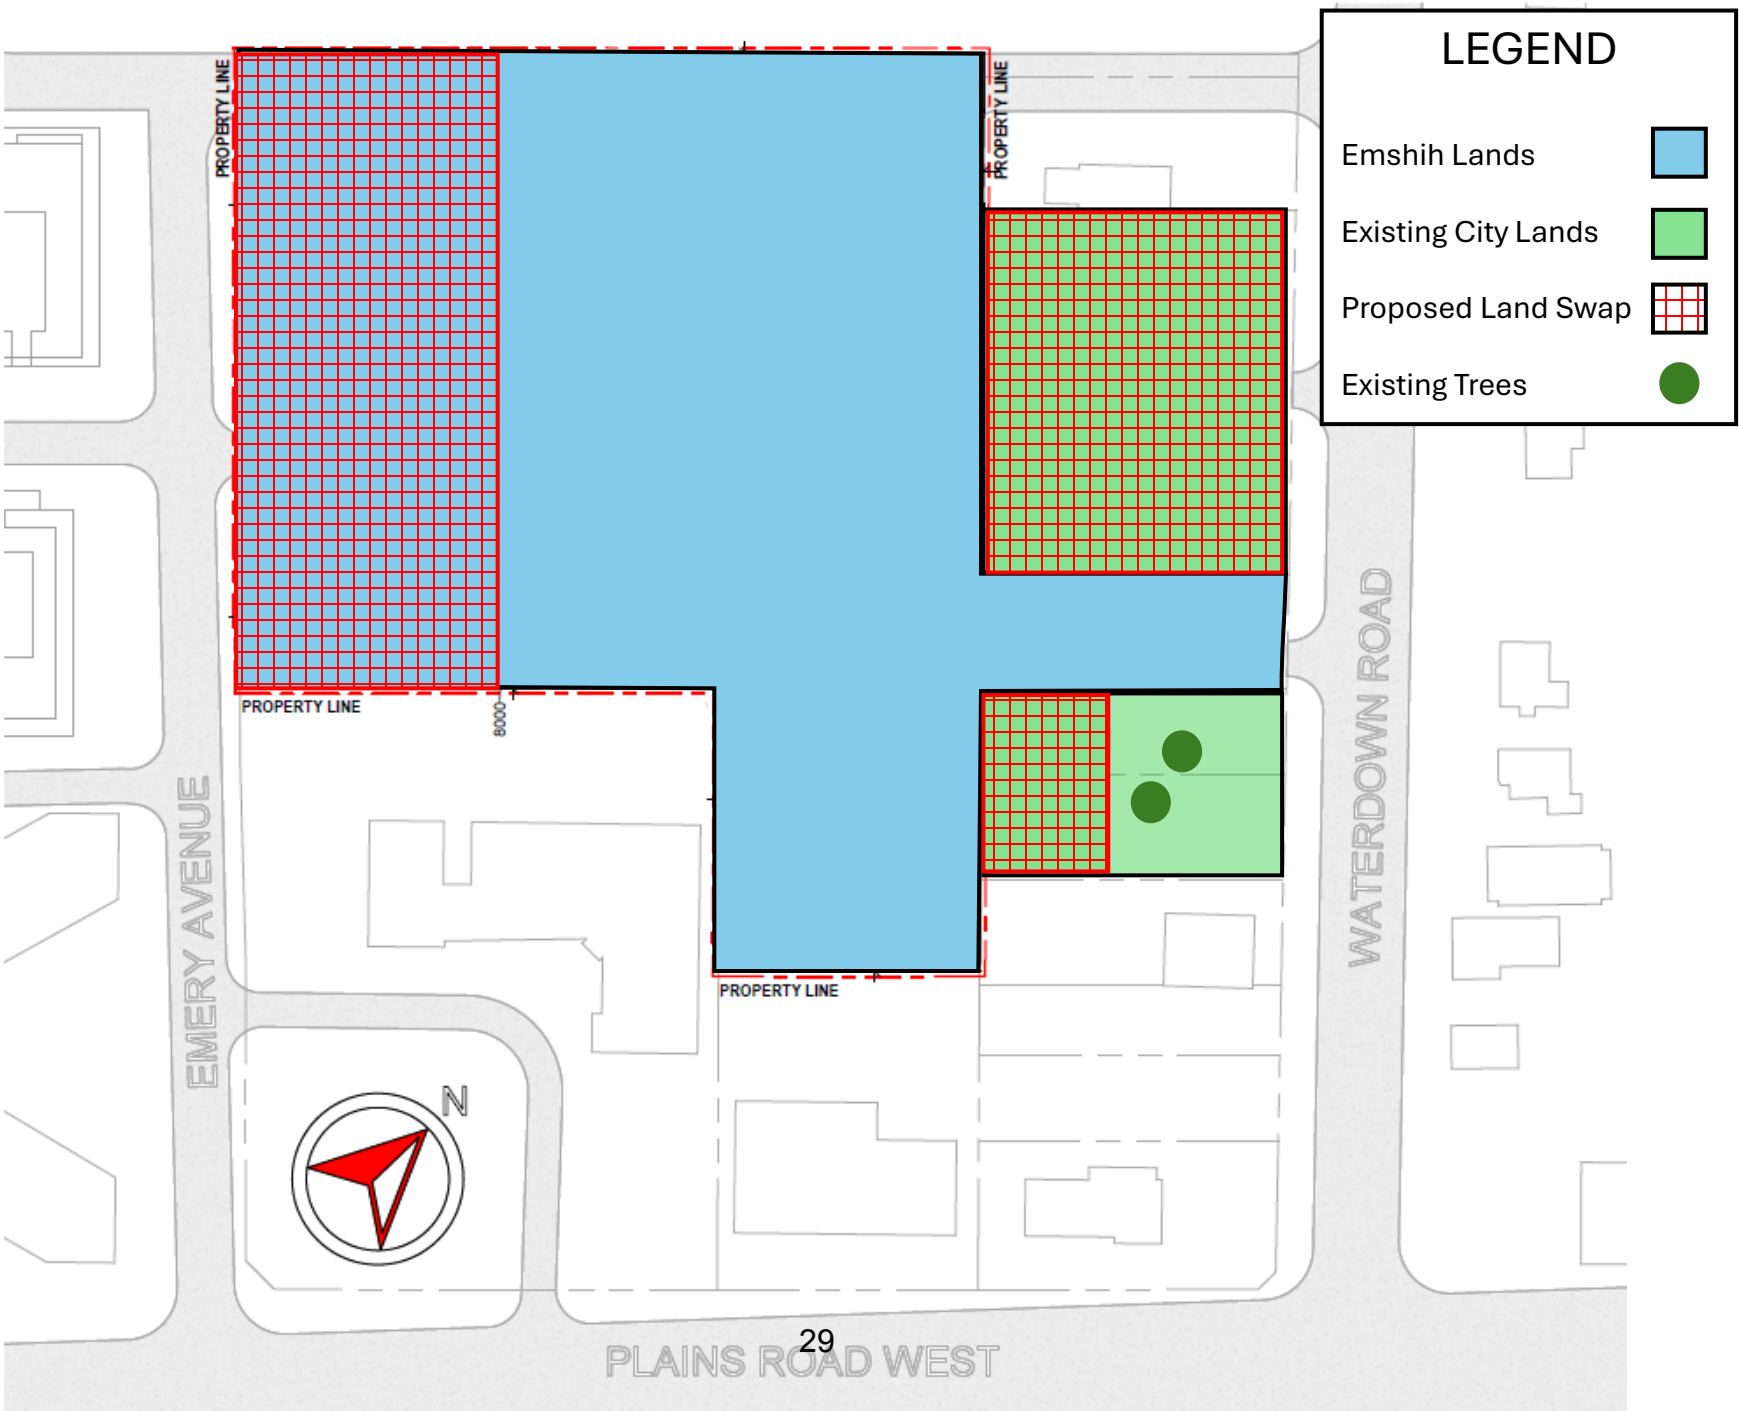 LEGEND
Emshih Lands
Existing City Lands
Proposed Land Swap
Existing Trees
PROPERTY LINE
PROPERTY LINE
PROPERTY LINE
8000
PROPERTY LINE
EMERY AVENUE
WATERDOWN ROAD
N
29
PLAINS ROAD WEST